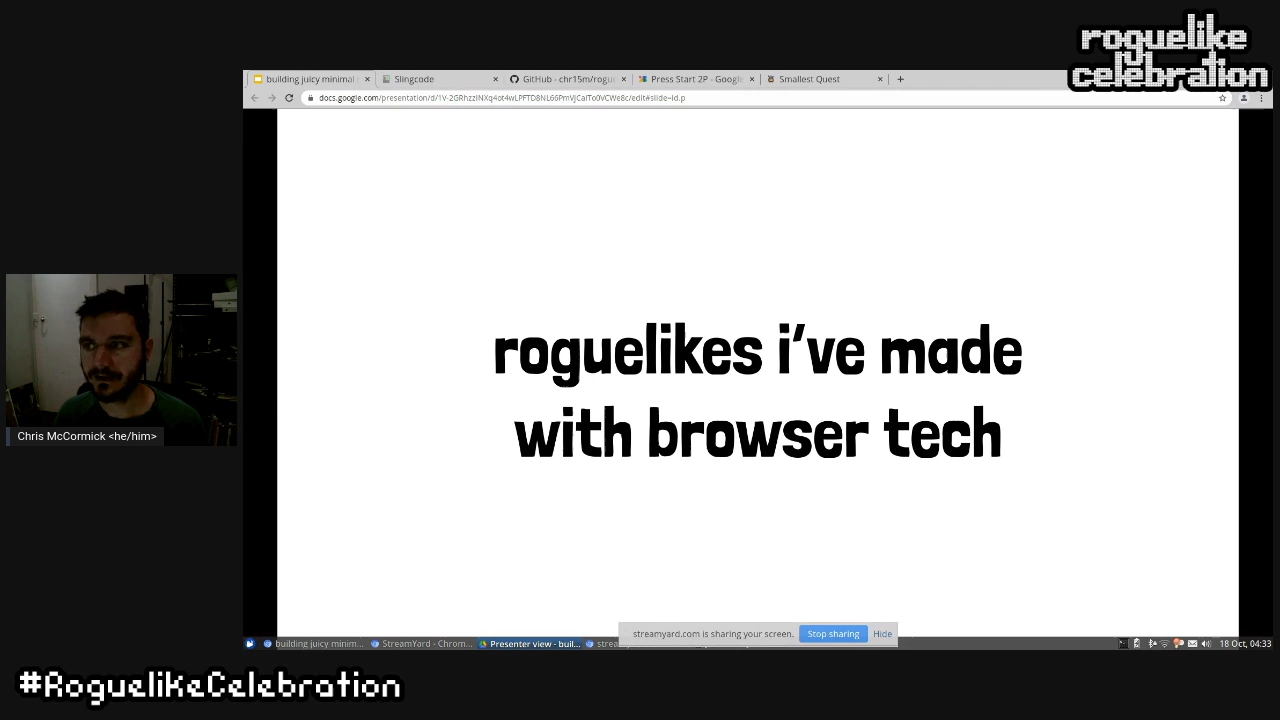 roguelike
celebration
building juicy minimal
Slingcode
GitHub - chr15m/rogu
Press Start 2P - Google
Smallest Quest
roguelikes i've made
with browser tech
Chris McCormick <he/him>
streamyard.com is sharing your screen. Stop sharing Hide
building juicy minim...
StreamYard - Chrom...
Presenter view - buil...
18 Oct, 04:33
#RoguelikeCelebration